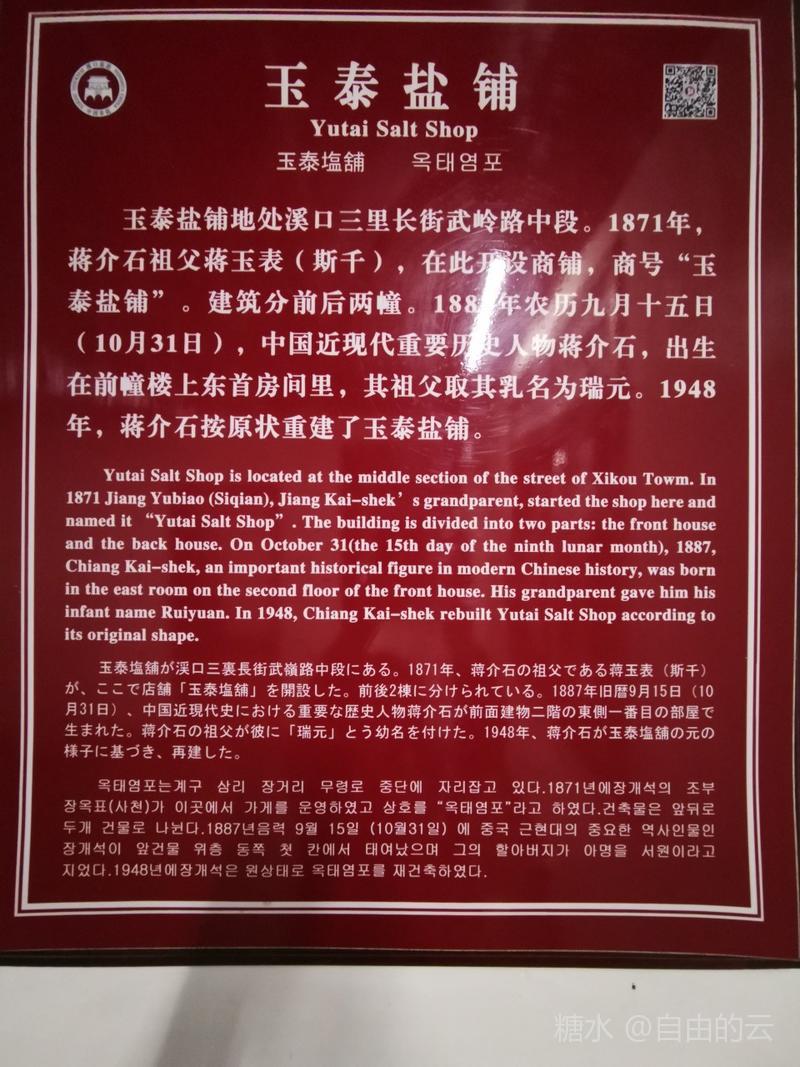 玉泰盐铺
Yutai Salt Shop
玉泰塩舖 옥태염포
玉泰盐铺地处溪口三里长街武岭路中段。1871年，
蒋介石祖父蒋玉表（斯千），在此开设商铺，商号“玉
泰盐铺”。建筑分前后两幢。188 年农历九月十五日
（10月31日），中国近现代重要历史人物蒋介石，出生
在前幢楼上东首房间里，其祖父取其乳名为瑞元。1948
年，蒋介石按原状重建了玉泰盐铺。
Yutai Salt Shop is located at the middle section of the street of Xikou Towm. In
1871 Jiang Yubiao (Siqian), Jiang Kai-shek’s grandparent, started the shop here and
named it “Yutai Salt Shop”. The building is divided into two parts: the front house
and the back house. On October 31(the 15th day of the ninth lunar month), 1887,
Chiang Kai-shek, an important historical figure in modern Chinese history, was born
in the east room on the second floor of the front house. His grandparent gave him his
infant name Ruiyuan. In 1948, Chiang Kai-shek rebuilt Yutai Salt Shop according to
its original shape.
玉泰塩舖が渓口三裏長街武嶺路中段にある。1871年、蒋介石の祖父である蒋玉表（斯千）
が、ここで店舗「玉泰塩舖」を開設した。前後2棟に分けられている。1887年旧暦9月15日（10
月31日）、中国近現代史における重要な歴史人物蒋介石が前面建物二階の東側一番目の部屋で
生まれた。蒋介石の祖父が彼に「瑞元」とう幼名を付けた。1948年、蒋介石が玉泰塩舖の元の
様子に基づき、再建した。
옥태염포는계구 삼리 장거리 무령로 중단에 자리잡고 있다.1871년에장개석의 조부
장옥표(사천)가 이곳에서 가게를 운영하였고 상호를 “옥태염포”라고 하였다.건축물은 앞뒤로
두개 건물로 나뉜다.1887년음력 9월 15일 (10월31일) 에 중국 근현대의 중요한 역사인물인
장개석이 앞건물 위층 동쪽 첫 칸에서 태여났으며 그의 할아버지가 아명을 서원이라고
지었다.1948년에장개석은 원상태로 옥태염포를 재건축하였다.
糖水 @自由的云